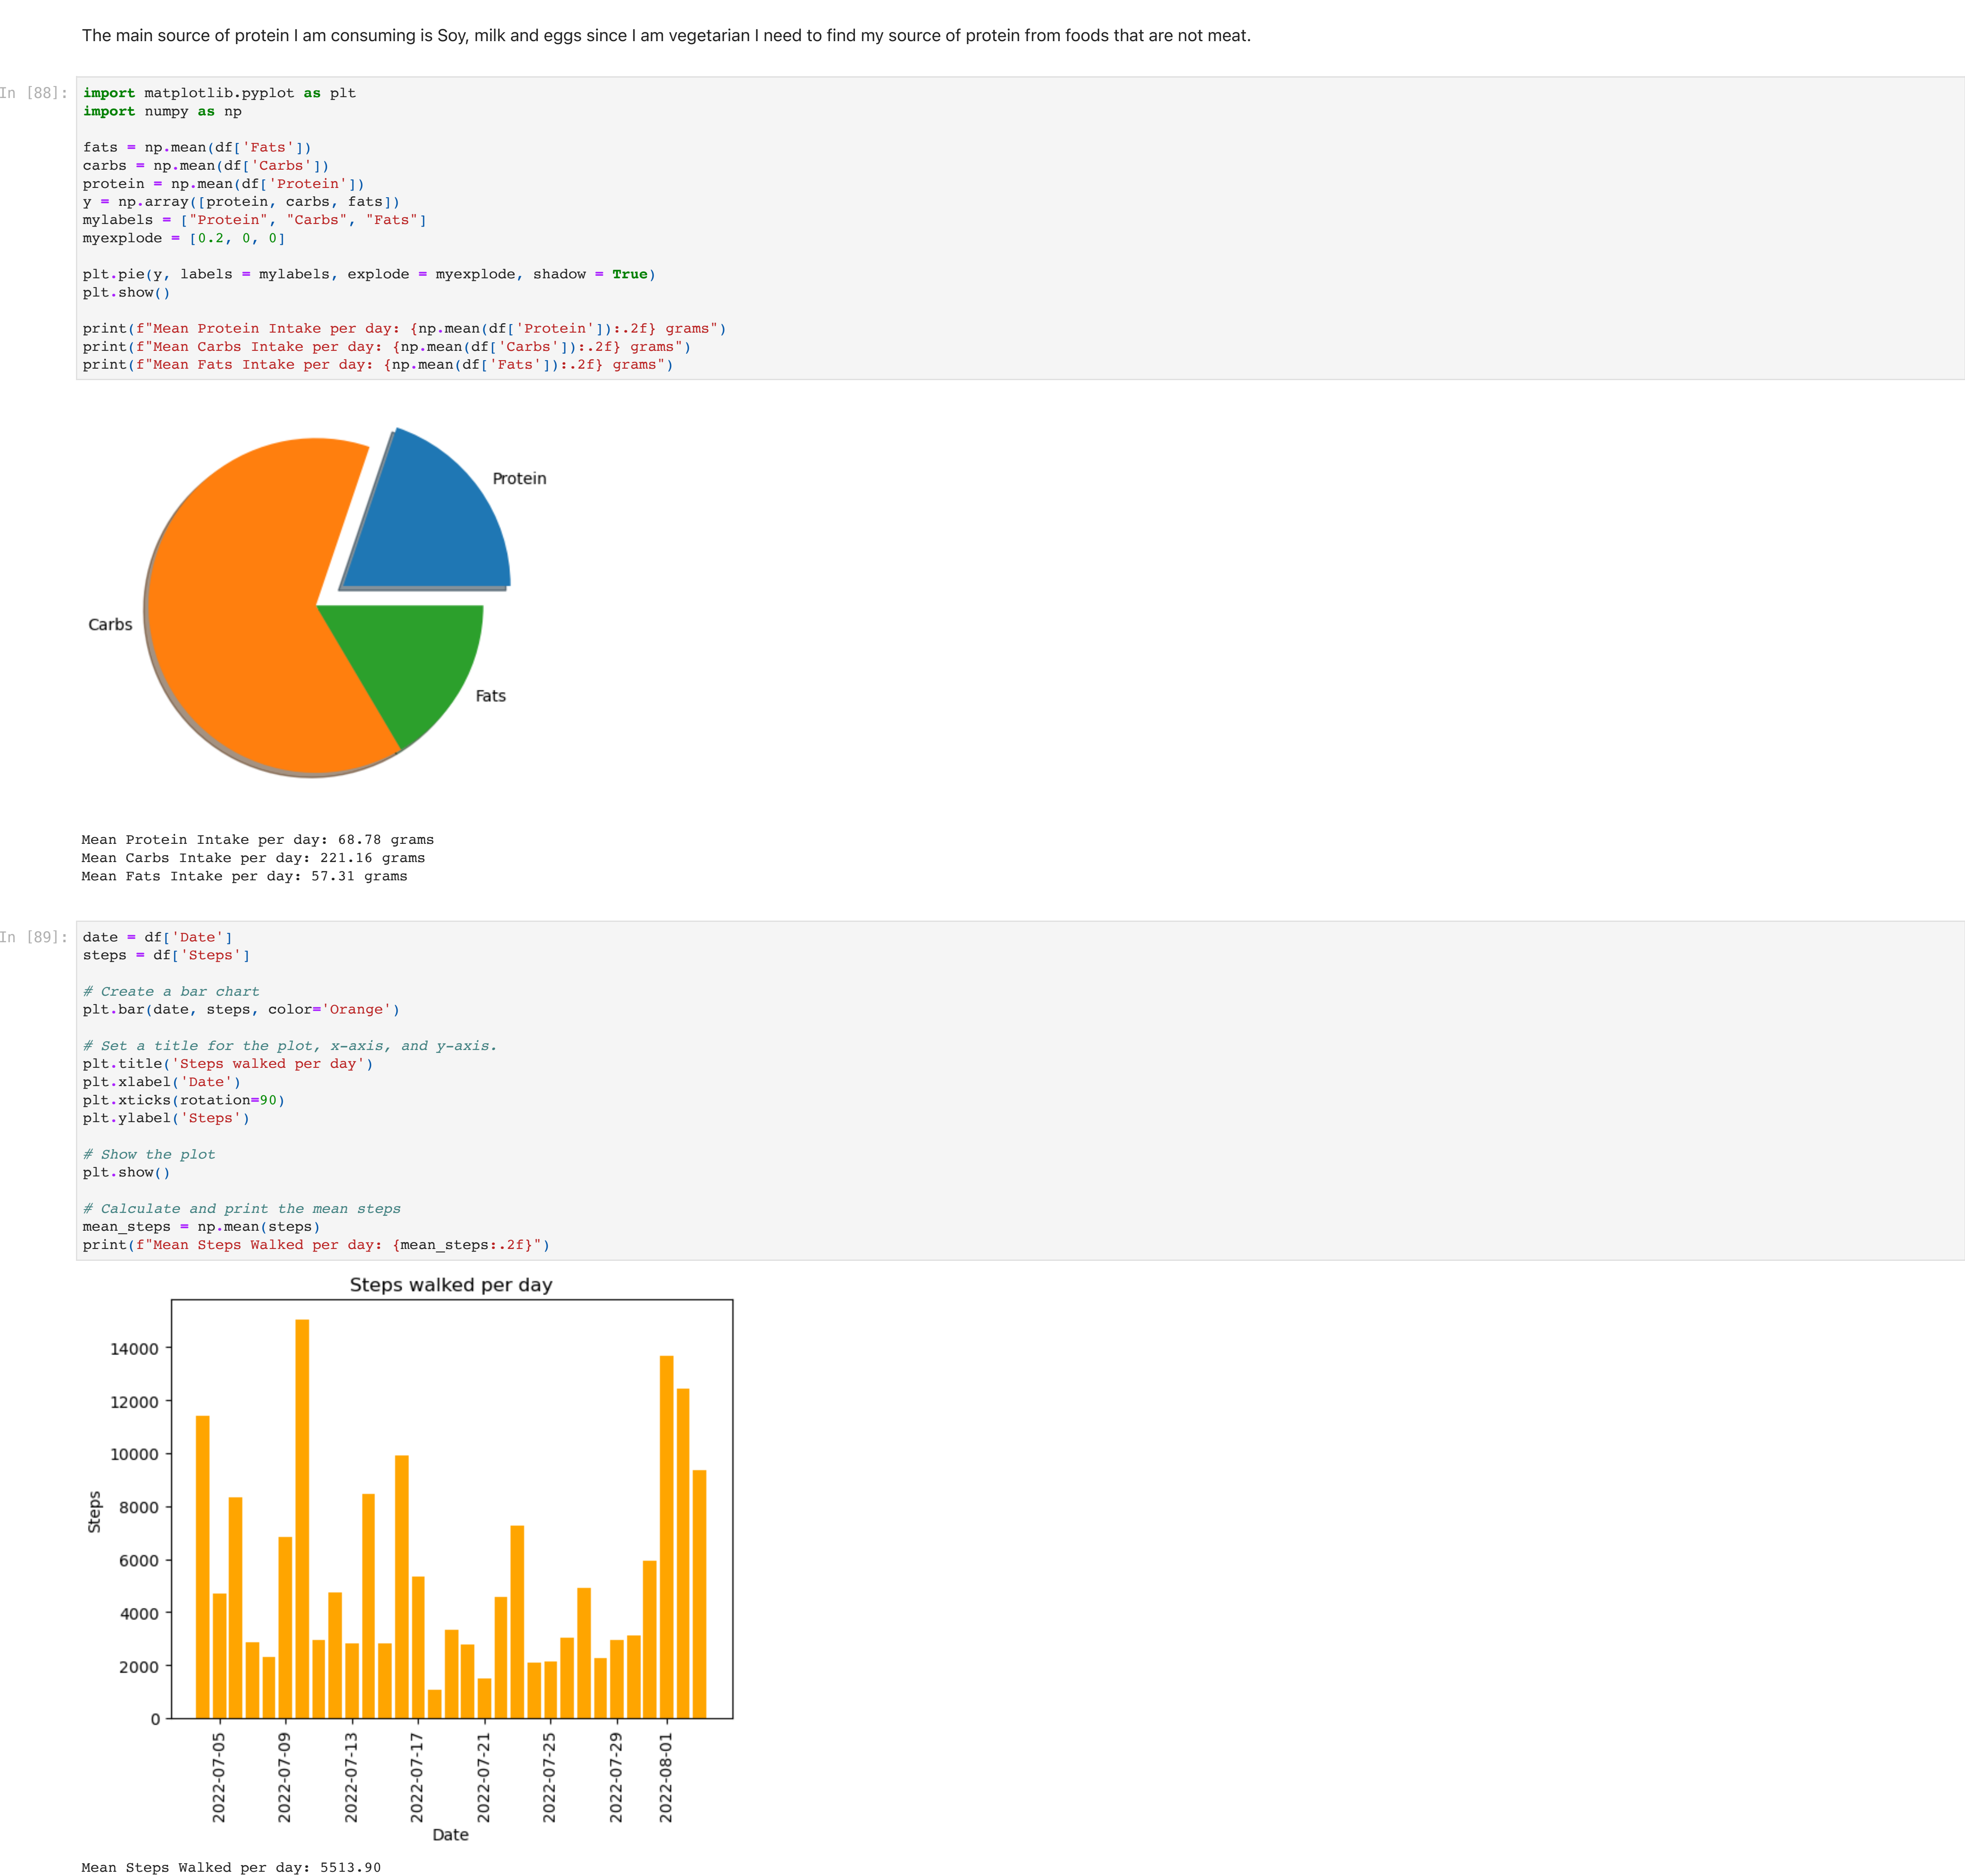 The main source of protein I am consuming is Soy, milk and eggs since I am vegetarian I need to find my source of protein from foods that are not meat.
In [88]:
import matplotlib.pyplot as plt
import numpy as np
fats = np.mean(df['Fats'])
carbs = np.mean(df['Carbs'])
protein = np.mean(df['Protein'])
y = np.array([protein, carbs, fats])
mylabels = ["Protein", "Carbs", "Fats"]
myexplode = [0.2, 0, 0]
plt.pie(y, labels = mylabels, explode = myexplode, shadow = True)
plt.show()
print(f"Mean Protein Intake per day: {np.mean(df['Protein']):.2f} grams")
print(f"Mean Carbs Intake per day: {np.mean(df['Carbs']):.2f} grams")
print(f"Mean Fats Intake per day: {np.mean(df['Fats']):.2f} grams")
Protein
Carbs
Fats
Mean Protein Intake per day: 68.78 grams
Mean Carbs Intake per day: 221.16 grams
Mean Fats Intake per day: 57.31 grams
In [89]:
date = df['Date']
steps = df['Steps']
# Create a bar chart
plt.bar(date, steps, color='Orange')
# Set a title for the plot, x-axis, and y-axis.
plt.title('Steps walked per day')
plt.xlabel('Date')
plt.xticks(rotation=90)
plt.ylabel('Steps')
# Show the plot
plt.show()
# Calculate and print the mean steps
mean_steps = np.mean(steps)
print(f"Mean Steps Walked per day: {mean_steps:.2f}")
Steps walked per day
14000
12000
10000
8000
6000
4000
2000
0
Steps
2022-07-05
2022-07-09
2022-07-13
2022-07-17
2022-07-21
2022-07-25
2022-07-29
2022-08-01
Date
Mean Steps Walked per day: 5513.90